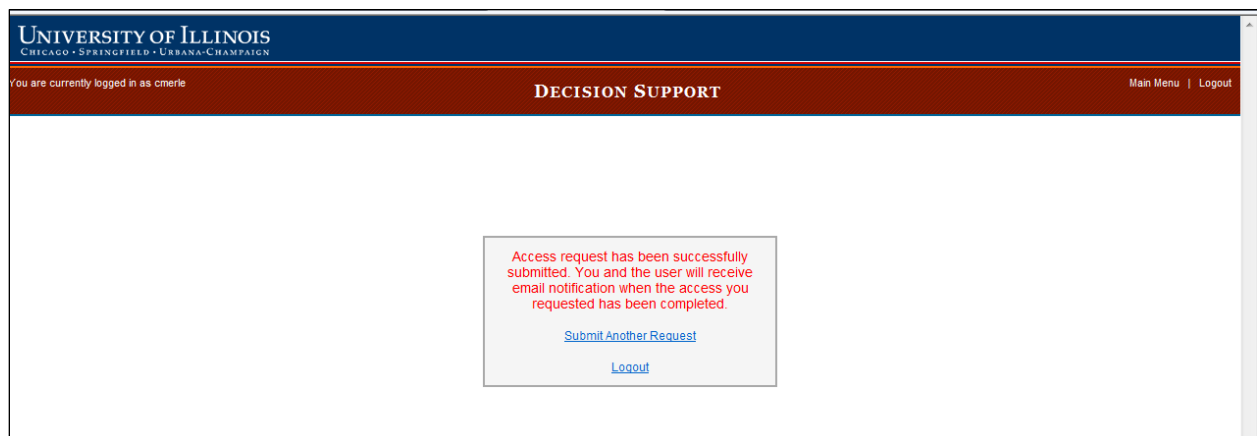 UNIVERSITY OF ILLINOIS
CHICAGO • SPRINGFIELD • URBANA-CHAMPAIGN
You are currently logged in as cmerle
DECISION SUPPORT
Main Menu | Logout
Access request has been successfully
submitted. You and the user will receive
email notification when the access you
requested has been completed.
Submit Another Request
Logout